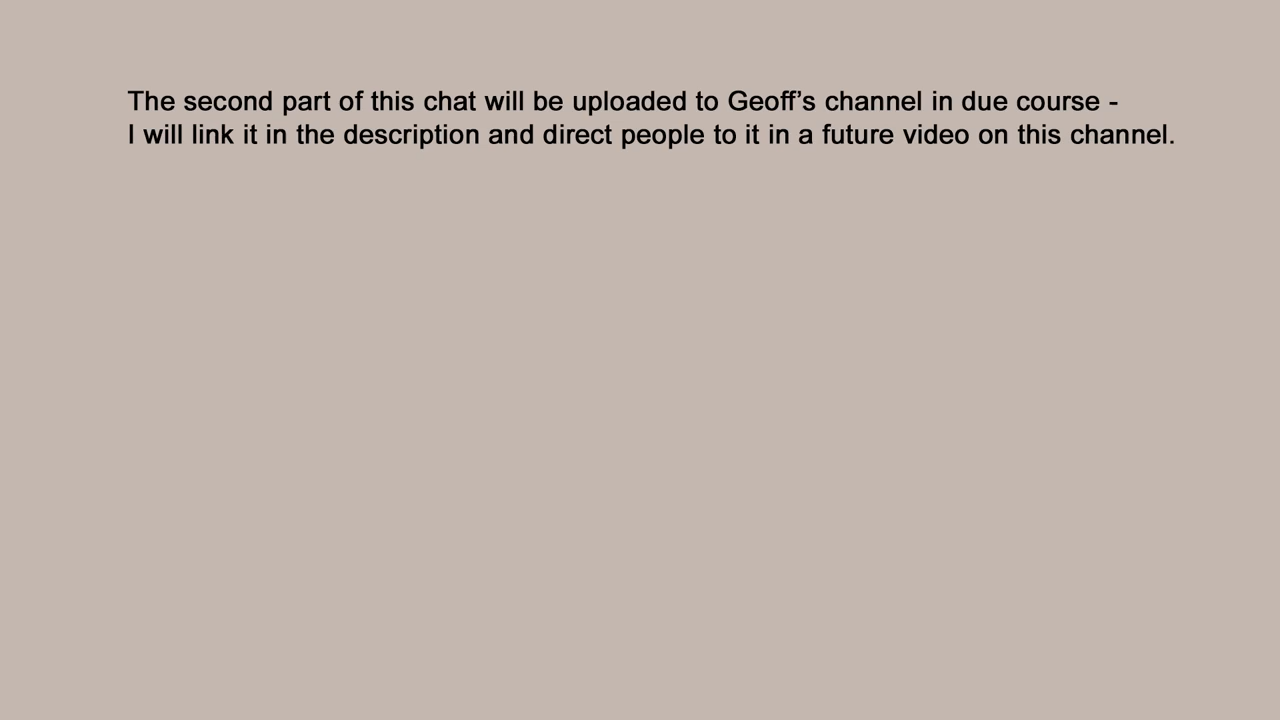 The second part of this chat will be uploaded to Geoff’s channel in due course -
I will link it in the description and direct people to it in a future video on this channel.